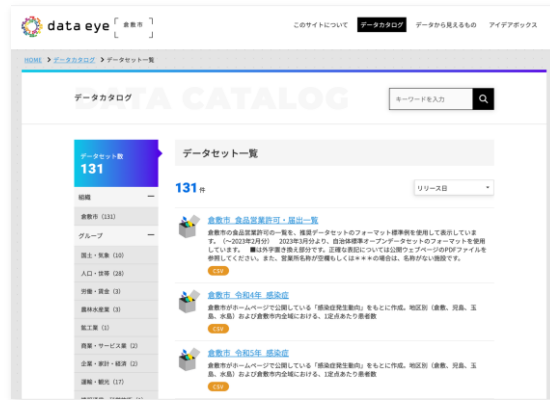 data eye 倉敷市
このサイトについて データカタログ データから見えるもの アイデアボックス
HOME > データカタログ > データセット一覧
DATA CATALOG
データカタログ
キーワードを入力
データセット数
131
組織
倉敷市 (131)
グループ
国土・気象 (10)
人口・世帯 (28)
労働・賃金 (3)
農林水産業 (3)
鉱工業 (1)
商業・サービス業 (2)
企業・家計・経済 (2)
運輸・観光 (17)
データセット一覧
131 件
リリース日
倉敷市_食品営業許可・届出一覧
倉敷市の食品営業許可の一覧を、推奨データセットのフォーマット標準例を使用して表示していま
す。（～2023年2月分） 2023年3月分より、自治体標準オープンデータセットのフォーマットを使用
しています。 ■は外字書き換え部分です。正確な表記については公開ウェブページのPDFファイルを
参照してください。また、営業所名称が空欄もしくは＊＊＊の場合は、名称がない施設です。
CSV
倉敷市_令和4年_感染症
倉敷市がホームページで公開している「感染症発生動向」をもとに作成。地区別（倉敷、児島、玉
島、水島）および倉敷市内全域における、1定点あたり患者数
CSV
倉敷市_令和5年_感染症
倉敷市がホームページで公開している「感染症発生動向」をもとに作成。地区別（倉敷、児島、玉
島、水島）および倉敷市内全域における、1定点あたり患者数
CSV